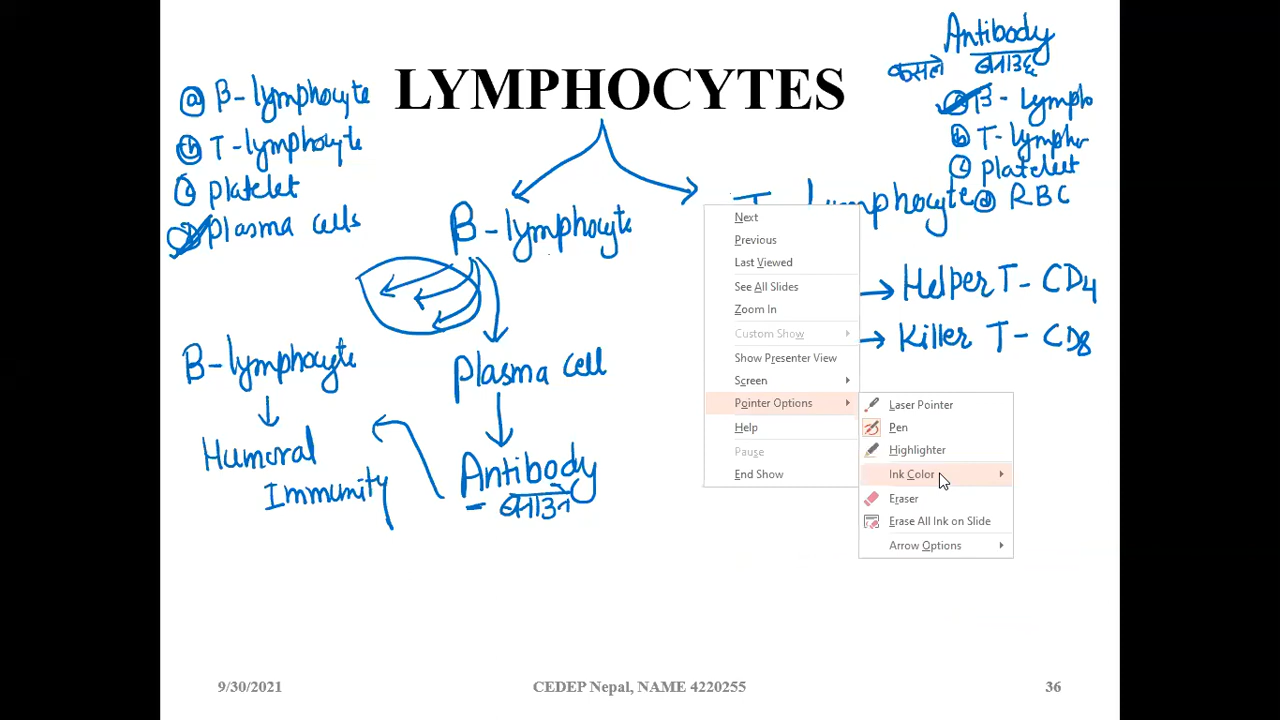 LYMPHOCYTES
ⓐ B-lymphocyte
ⓑ T-lymphocyte
ⓒ platelet
ⓓ plasma cells
Antibody
कसले बनाउछ
ⓐ B- Lympho
ⓑ T-lympho
ⓒ platelet
ⓓ RBC
B-lymphocyte
T- lymphocyte
→ Helper T - CD4
→ Killer T - CD8
Plasma cell
Antibody
बनाउने
B-lymphocyte
Humoral
Immunity
Next
Previous
Last Viewed
See All Slides
Zoom In
Custom Show
Show Presenter View
Screen
Pointer Options
Help
Pause
End Show
Laser Pointer
Pen
Highlighter
Ink Color
Eraser
Erase All Ink on Slide
Arrow Options
9/30/2021
CEDEP Nepal, NAME 4220255
36